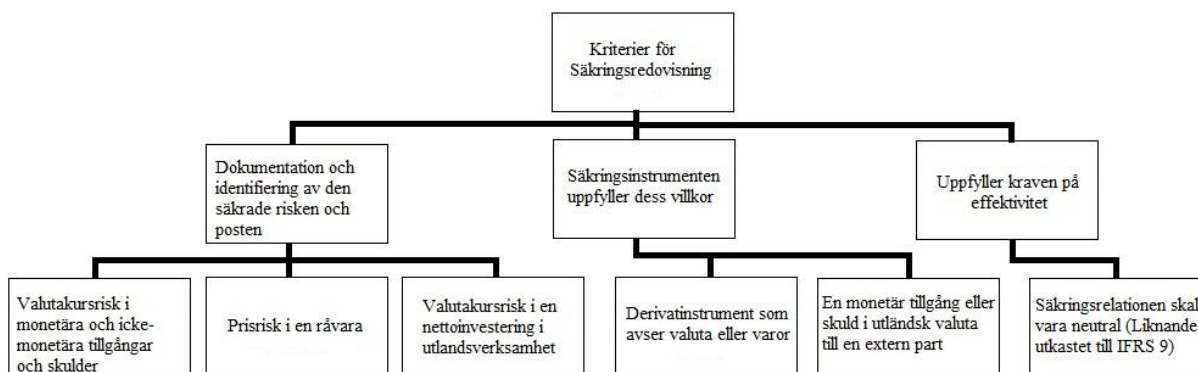 Kriterier för
Säkringsredovisning
Dokumentation och
identifiering av den
säkrade risken och
posten
Säkringsinstrumenten
uppfyller dess villkor
Uppfyller kraven på
effektivitet
Valutakursrisk i
monetära och icke-
monetära tillgångar
och skulder
Prisrisk i en råvara
Valutakursrisk i en
nettoinvestering i
utlandsverksamhet
Derivatinstrument som
avser valuta eller varor
En monetär tillgång eller
skuld i utländsk valuta
till en extern part
Säkringsrelationen skal
vara neutral (Liknande
utkastet till IFRS 9)